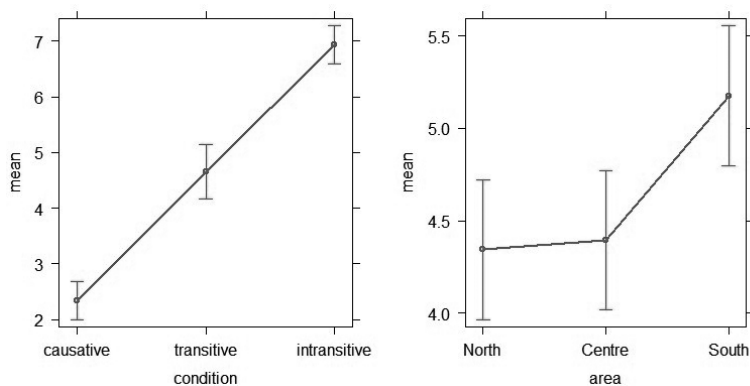 7
6
5
4
3
2
mean
causative transitive intransitive
condition
5.5
5.0
4.5
4.0
mean
North Centre South
area